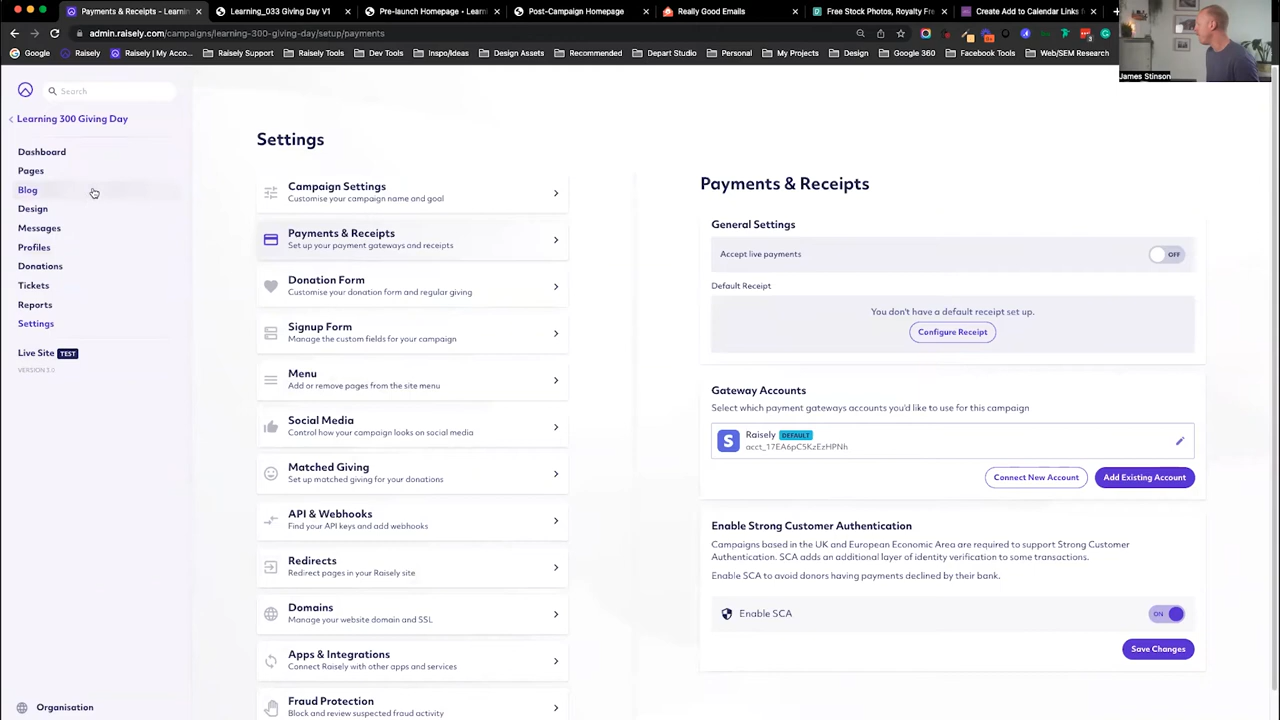 Payments & Receipts – Learnin
Learning_033 Giving Day V1
Pre-launch Homepage – Learn
Post-Campaign Homepage
Really Good Emails
Free Stock Photos, Royalty Fre
Create Add to Calendar Links f
admin.raisely.com/campaigns/learning-300-giving-day/setup/payments
Google
Raisely
Raisely | My Acco...
Raisely Support
Raisely Tools
Dev Tools
Inspo/Ideas
Design Assets
Recommended
Depart Studio
Personal
My Projects
Design
Google 360
Facebook Tools
Web/SEM Research
James Stinson
Search
Learning 300 Giving Day
Dashboard
Pages
Blog
Design
Messages
Profiles
Donations
Tickets
Reports
Settings
Live Site TEST
VERSION 3.0
Organisation
Settings
Campaign Settings
Customise your campaign name and goal
Payments & Receipts
Set up your payment gateways and receipts
Donation Form
Customise your donation form and regular giving
Signup Form
Manage the custom fields for your campaign
Menu
Add or remove pages from the site menu
Social Media
Control how your campaign looks on social media
Matched Giving
Set up matched giving for your donations
API & Webhooks
Find your API keys and add webhooks
Redirects
Redirect pages in your Raisely site
Domains
Manage your website domain and SSL
Apps & Integrations
Connect Raisely with other apps and services
Fraud Protection
Block and review suspected fraud activity
Payments & Receipts
General Settings
Accept live payments
OFF
Default Receipt
You don't have a default receipt set up.
Configure Receipt
Gateway Accounts
Select which payment gateways accounts you'd like to use for this campaign
S
Raisely DEFAULT
acct_17EA6pC5KzEzHPNh
Connect New Account
Add Existing Account
Enable Strong Customer Authentication
Campaigns based in the UK and European Economic Area are required to support Strong Customer
Authentication. SCA adds an additional layer of identity verification to some transactions.
Enable SCA to avoid donors having payments declined by their bank.
Enable SCA
ON
Save Changes